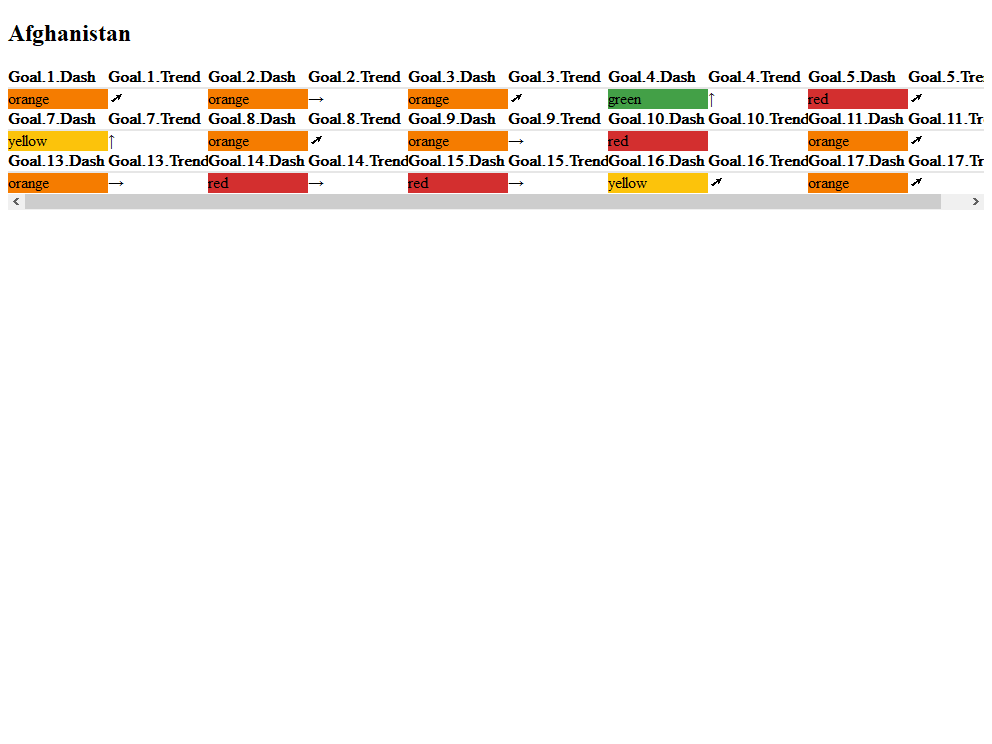 Afghanistan
Goal.1.Dash Goal.1.Trend Goal.2.Dash Goal.2.Trend Goal.3.Dash Goal.3.Trend Goal.4.Dash Goal.4.Trend Goal.5.Dash Goal.5.Tre
orange ↗ orange → orange ↗ green ↑ red ↗
Goal.7.Dash Goal.7.Trend Goal.8.Dash Goal.8.Trend Goal.9.Dash Goal.9.Trend Goal.10.Dash Goal.10.Trend Goal.11.Dash Goal.11.Tr
yellow ↑ orange ↗ orange → red orange ↗
Goal.13.Dash Goal.13.Trend Goal.14.Dash Goal.14.Trend Goal.15.Dash Goal.15.Trend Goal.16.Dash Goal.16.Trend Goal.17.Dash Goal.17.Tr
orange → red → red → yellow ↗ orange ↗